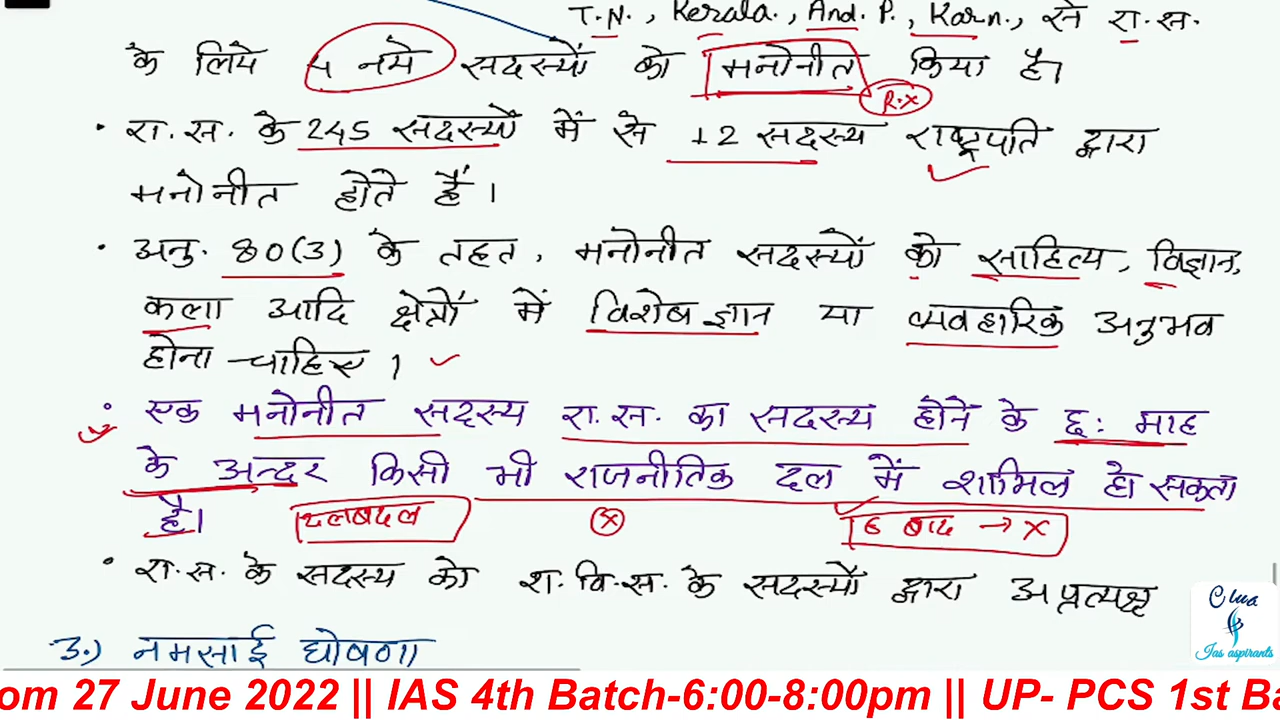 T.N., Kerala., And. P., Karn., से रा.स.
के लिये 4 नये सदस्यों को मनोनीत किया है।
R.X
• रा.स. के 245 सदस्यों में से 12 सदस्य राष्ट्रपति द्वारा
मनोनीत होते हैं।
• अनु. 80(3) के तहत, मनोनीत सदस्यों को साहित्य, विज्ञान,
कला आदि क्षेत्रों में विशेष ज्ञान या व्यवहारिक अनुभव
होना चाहिए।
• एक मनोनीत सदस्य रा.स. का सदस्य होने के छः माह
के अन्दर किसी भी राजनीतिक दल में शामिल हो सकता
है। दलबदल x 6 बाद → x
• रा.स. के सदस्य को रा.वि.स. के सदस्यों द्वारा अप्रत्यक्ष
3.) नमसाई घोषणा
Clua
Ias aspirants
om 27 June 2022 || IAS 4th Batch-6:00-8:00pm || UP- PCS 1st Ba